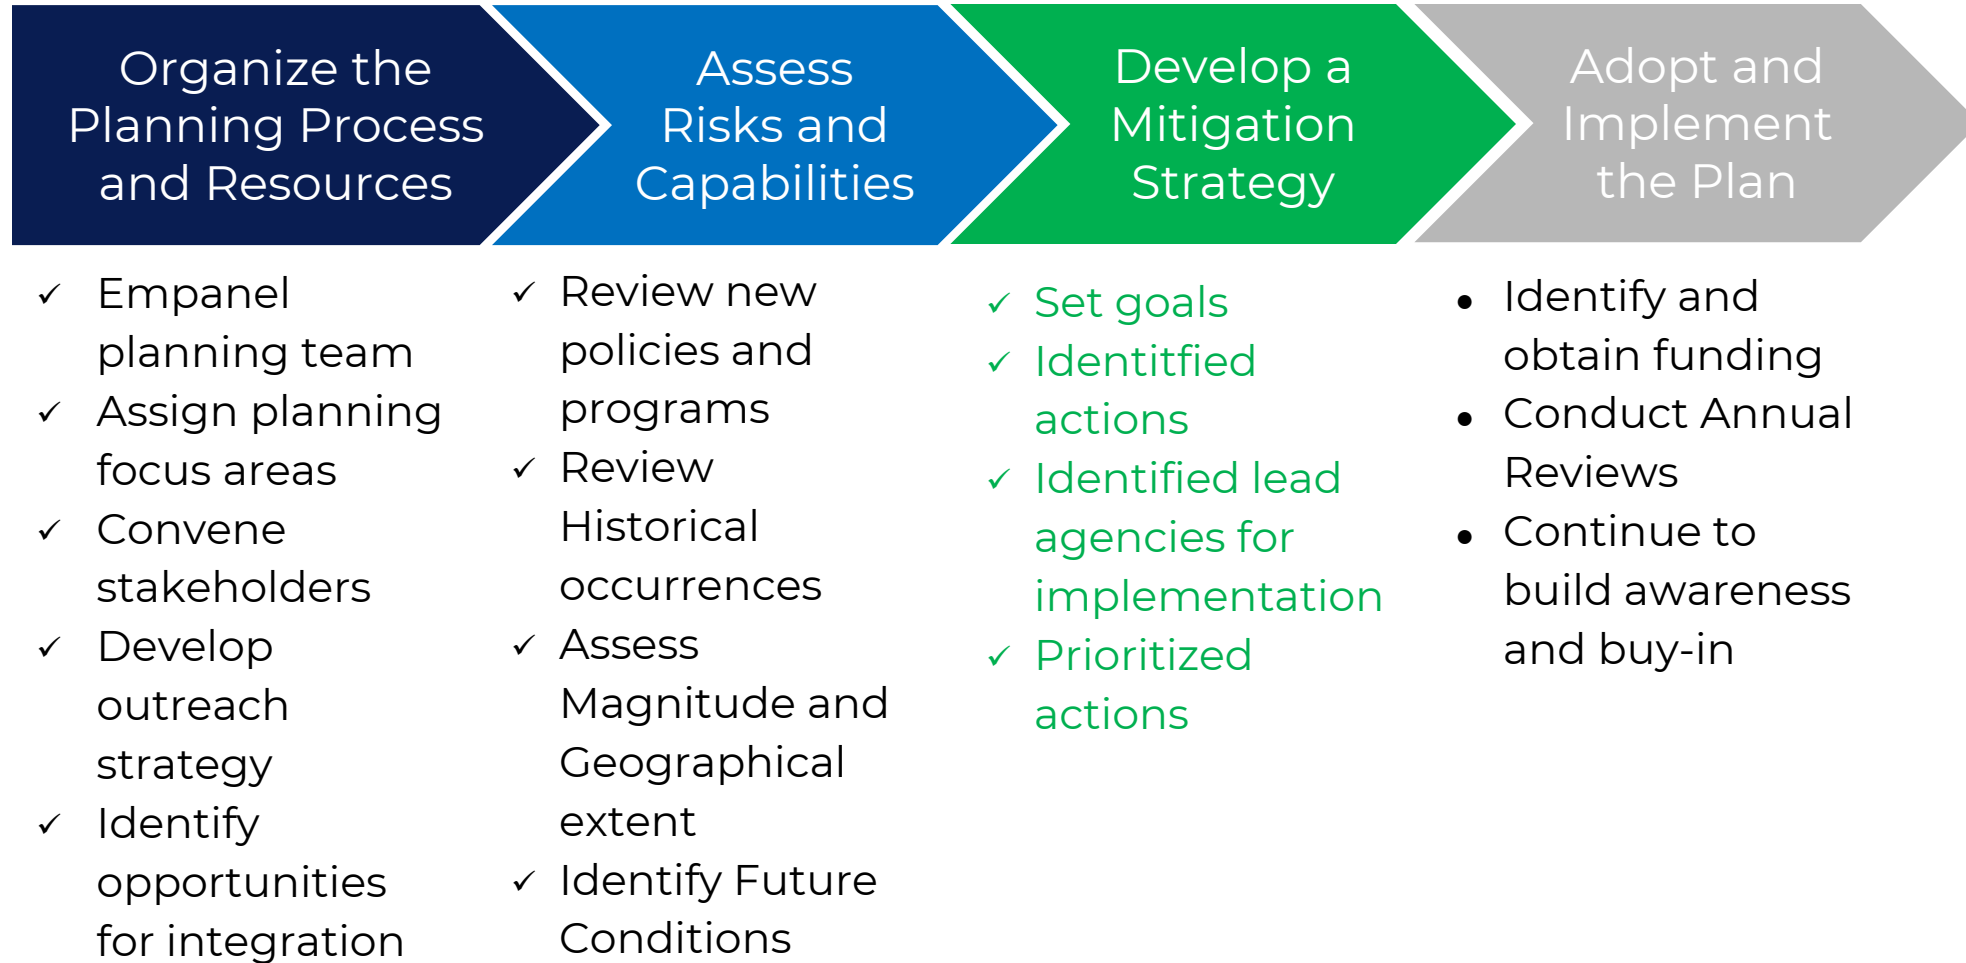 Organize the
Planning Process
and Resources
Assess
Risks and
Capabilities
Develop a
Mitigation
Strategy
Adopt and
Implement
the Plan
✓ Empanel
planning team
✓ Assign planning
focus areas
✓ Convene
stakeholders
✓ Develop
outreach
strategy
✓ Identify
opportunities
for integration
✓ Review new
policies and
programs
✓ Review
Historical
occurrences
✓ Assess
Magnitude and
Geographical
extent
✓ Identify Future
Conditions
✓ Set goals
✓ Identitfied
actions
✓ Identified lead
agencies for
implementation
✓ Prioritized
actions
• Identify and
obtain funding
• Conduct Annual
Reviews
• Continue to
build awareness
and buy-in